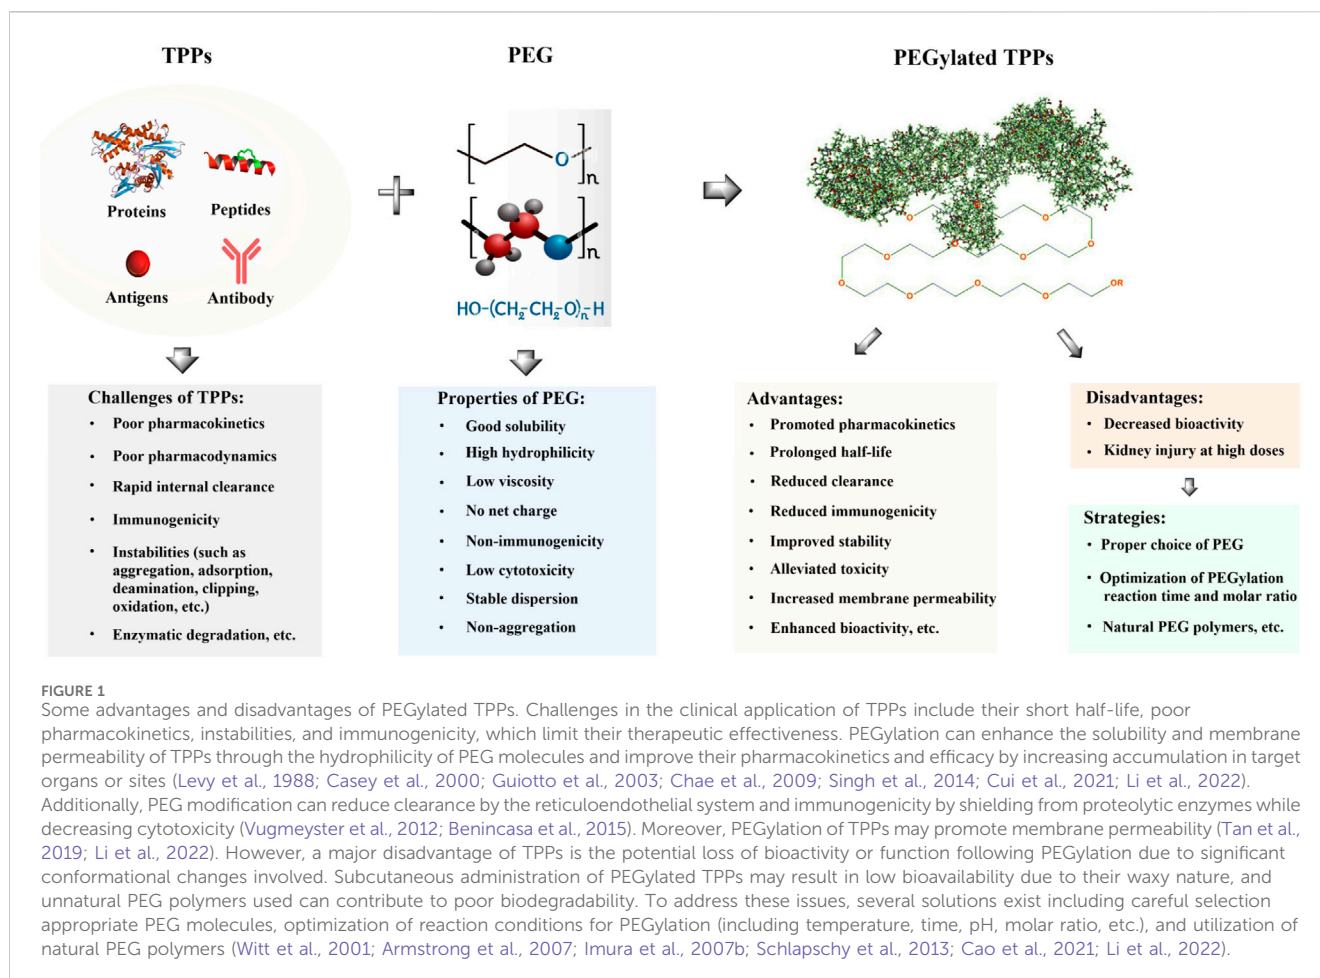 TPPs
PEG
PEGylated TPPs
Proteins
Peptides
Antigens
Antibody
O
n
n
HO-(CH2-CH2-O)n-H
O
O
O
O
O
O
O
O
O
O
OR
Challenges of TPPs:
• Poor pharmacokinetics
• Poor pharmacodynamics
• Rapid internal clearance
• Immunogenicity
• Instabilities (such as
aggregation, adsorption,
deamination, clipping,
oxidation, etc.)
• Enzymatic degradation, etc.
Properties of PEG:
• Good solubility
• High hydrophilicity
• Low viscosity
• No net charge
• Non-immunogenicity
• Low cytotoxicity
• Stable dispersion
• Non-aggregation
Advantages:
• Promoted pharmacokinetics
• Prolonged half-life
• Reduced clearance
• Reduced immunogenicity
• Improved stability
• Alleviated toxicity
• Increased membrane permeability
• Enhanced bioactivity, etc.
Disadvantages:
• Decreased bioactivity
• Kidney injury at high doses
Strategies:
• Proper choice of PEG
• Optimization of PEGylation
reaction time and molar ratio
• Natural PEG polymers, etc.
FIGURE 1
Some advantages and disadvantages of PEGylated TPPs. Challenges in the clinical application of TPPs include their short half-life, poor
pharmacokinetics, instabilities, and immunogenicity, which limit their therapeutic effectiveness. PEGylation can enhance the solubility and membrane
permeability of TPPs through the hydrophilicity of PEG molecules and improve their pharmacokinetics and efficacy by increasing accumulation in target
organs or sites (Levy et al., 1988; Casey et al., 2000; Guiotto et al., 2003; Chae et al., 2009; Singh et al., 2014; Cui et al., 2021; Li et al., 2022).
Additionally, PEG modification can reduce clearance by the reticuloendothelial system and immunogenicity by shielding from proteolytic enzymes while
decreasing cytotoxicity (Vugmeyster et al., 2012; Benincasa et al., 2015). Moreover, PEGylation of TPPs may promote membrane permeability (Tan et al.,
2019; Li et al., 2022). However, a major disadvantage of TPPs is the potential loss of bioactivity or function following PEGylation due to significant
conformational changes involved. Subcutaneous administration of PEGylated TPPs may result in low bioavailability due to their waxy nature, and
unnatural PEG polymers used can contribute to poor biodegradability. To address these issues, several solutions exist including careful selection
appropriate PEG molecules, optimization of reaction conditions for PEGylation (including temperature, time, pH, molar ratio, etc.), and utilization of
natural PEG polymers (Witt et al., 2001; Armstrong et al., 2007; Imura et al., 2007b; Schlapschy et al., 2013; Cao et al., 2021; Li et al., 2022).